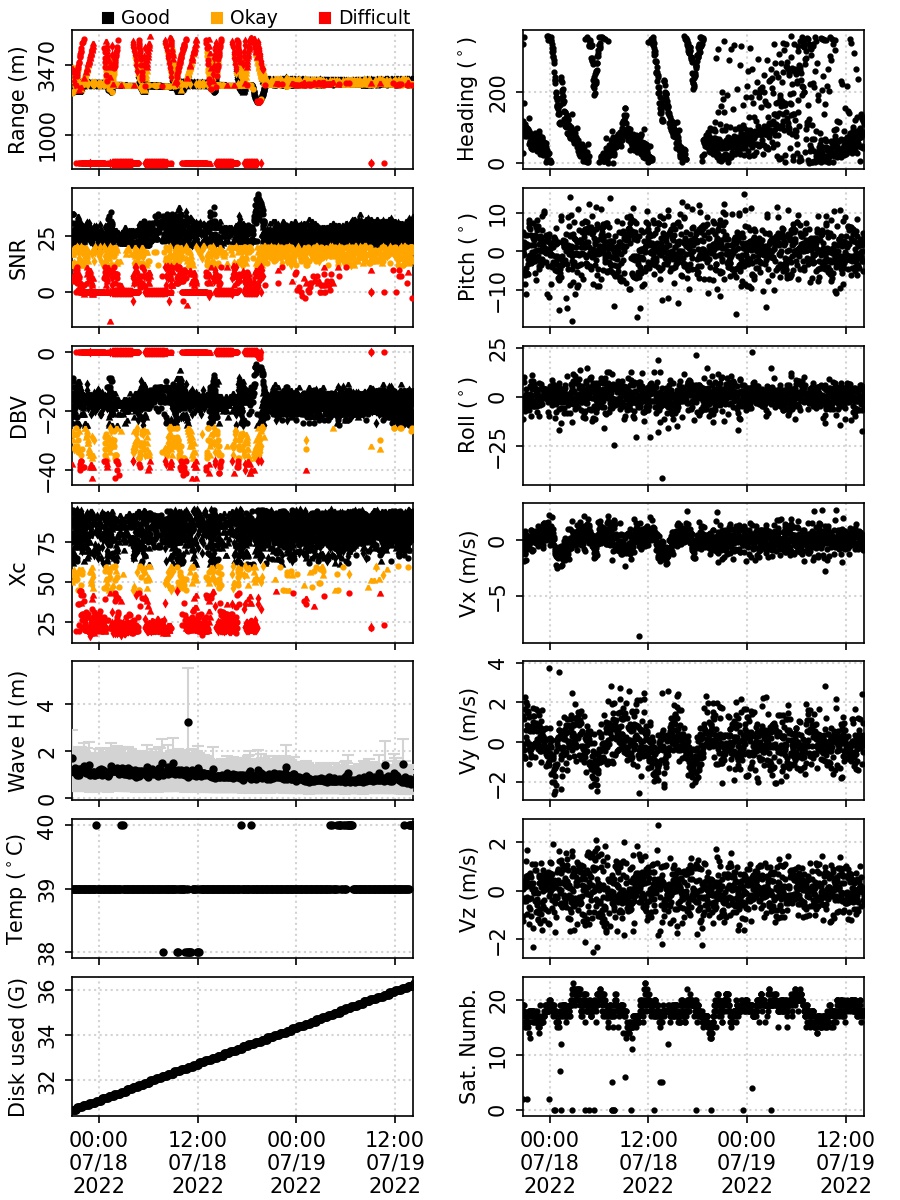 Good Okay Difficult
Range (m)
3470
1000
Heading (°)
200
0
SNR
25
0
Pitch (°)
10
0
−10
DBV
0
−20
−40
Roll (°)
25
0
−25
Xc
75
50
25
Vx (m/s)
0
−5
Wave H (m)
4
2
0
Vy (m/s)
4
2
0
−2
Temp (°C)
40
39
38
Vz (m/s)
2
0
−2
Disk used (G)
36
34
32
Sat. Numb.
20
10
0
00:00 12:00 00:00 12:00
07/18 07/18 07/19 07/19
2022 2022 2022 2022
00:00 12:00 00:00 12:00
07/18 07/18 07/19 07/19
2022 2022 2022 2022